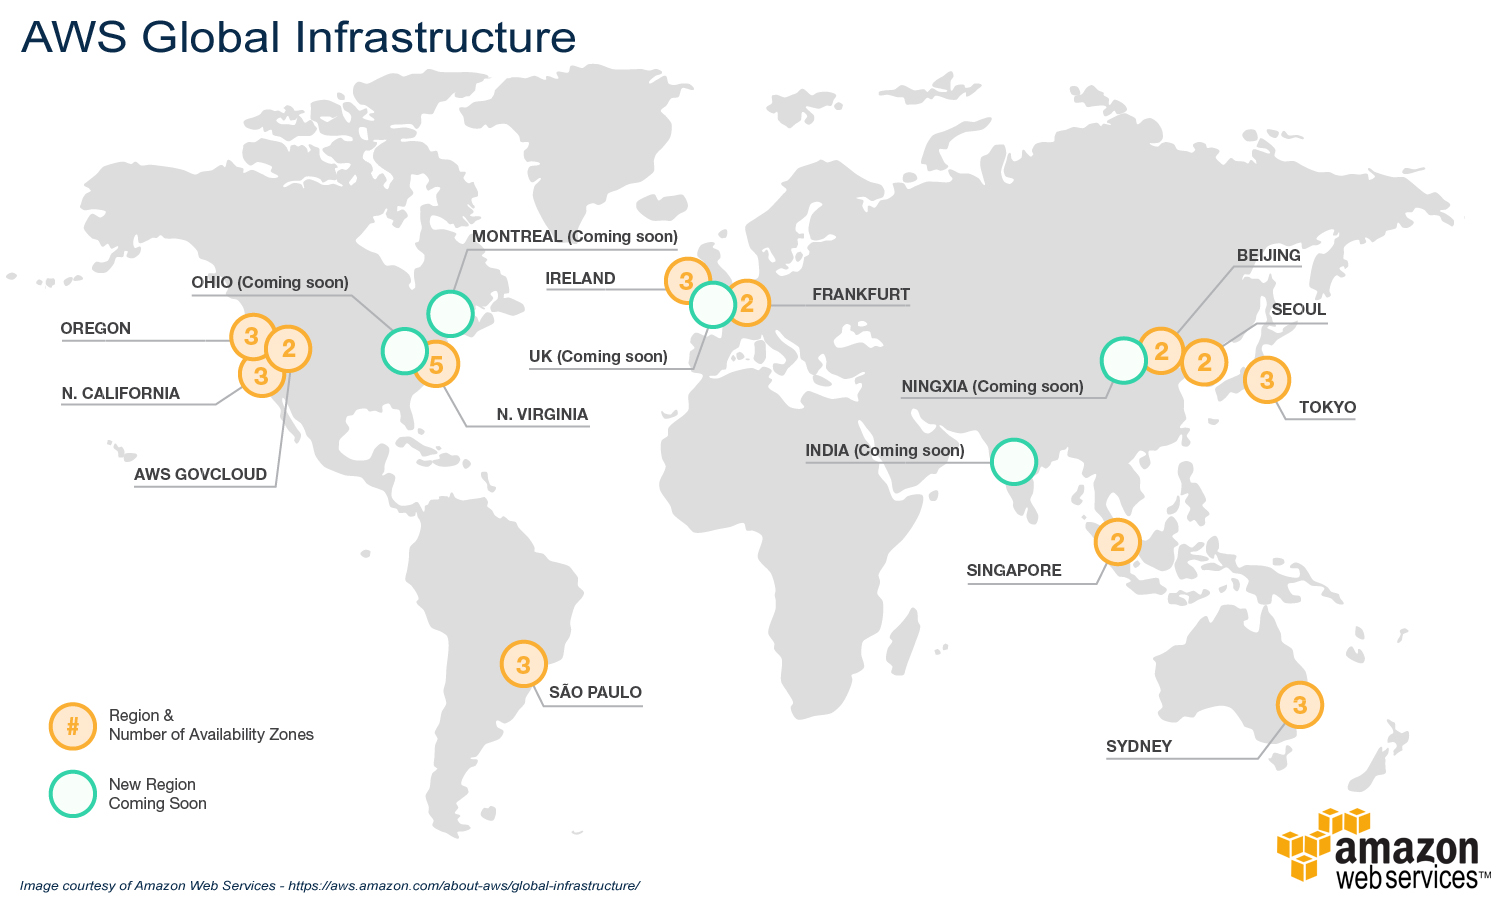 AWS Global Infrastructure
MONTREAL (Coming soon)
OHIO (Coming soon)
OREGON
3
2
3
N. CALIFORNIA
AWS GOVCLOUD
5
N. VIRGINIA
IRELAND
3
2
FRANKFURT
UK (Coming soon)
BEIJING
SEOUL
2
2
3
NINGXIA (Coming soon)
TOKYO
INDIA (Coming soon)
2
SINGAPORE
3
SÃO PAULO
3
SYDNEY
#
Region &
Number of Availability Zones
New Region
Coming Soon
amazon
web services™
Image courtesy of Amazon Web Services - https://aws.amazon.com/about-aws/global-infrastructure/